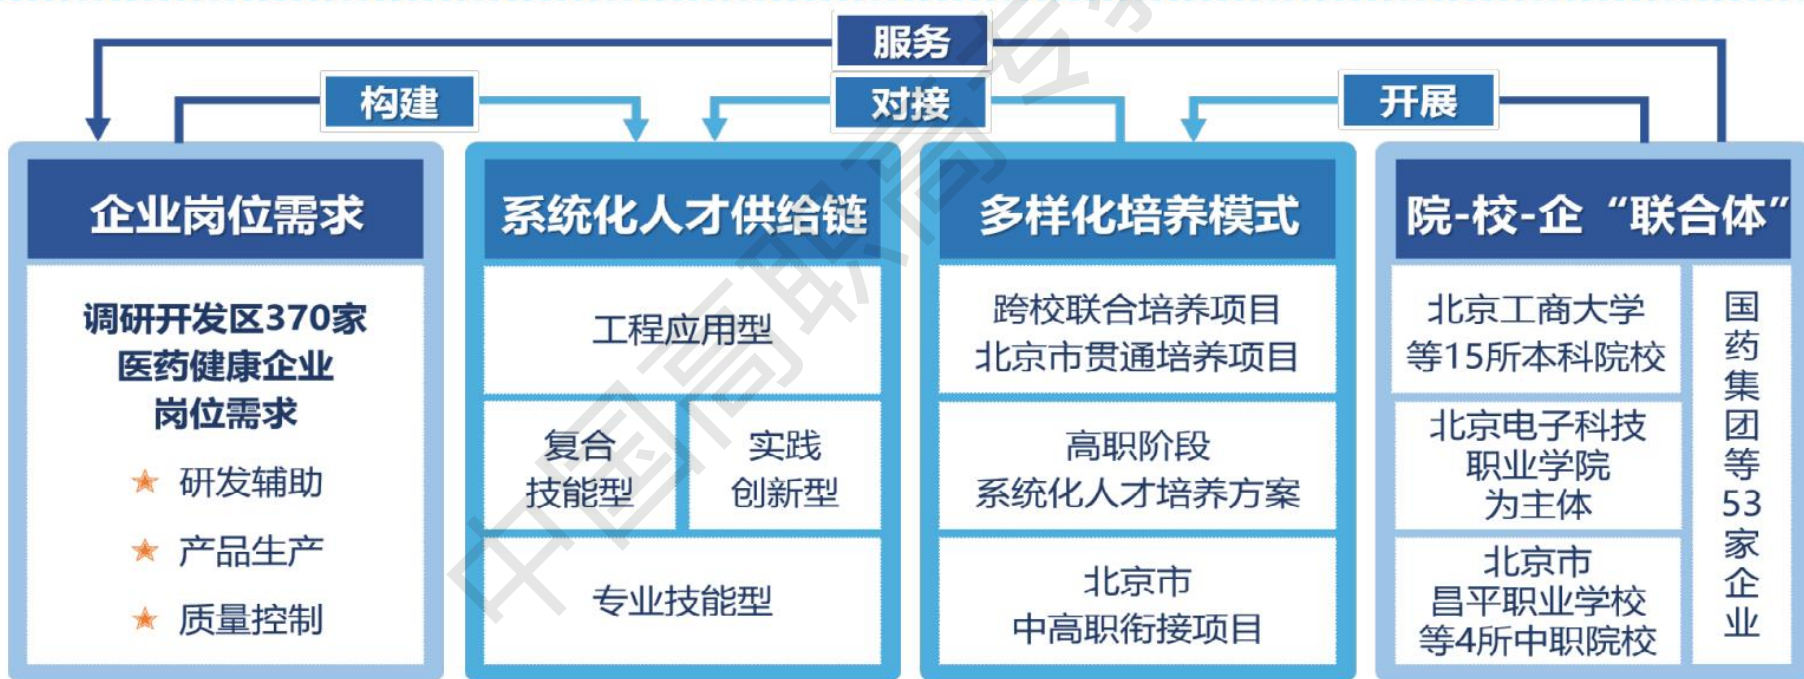 服务
构建
对接
开展
企业岗位需求
调研开发区370家
医药健康企业
岗位需求
研发辅助
产品生产
质量控制
系统化人才供给链
工程应用型
复合
技能型
实践
创新型
专业技能型
多样化培养模式
跨校联合培养项目
北京市贯通培养项目
高职阶段
系统化人才培养方案
北京市
中高职衔接项目
院-校-企“联合体”
北京工商大学
等15所本科院校
北京电子科技
职业学院
为主体
北京市
昌平职业学校
等4所中职院校
国药集团等53家企业
中国高职高专